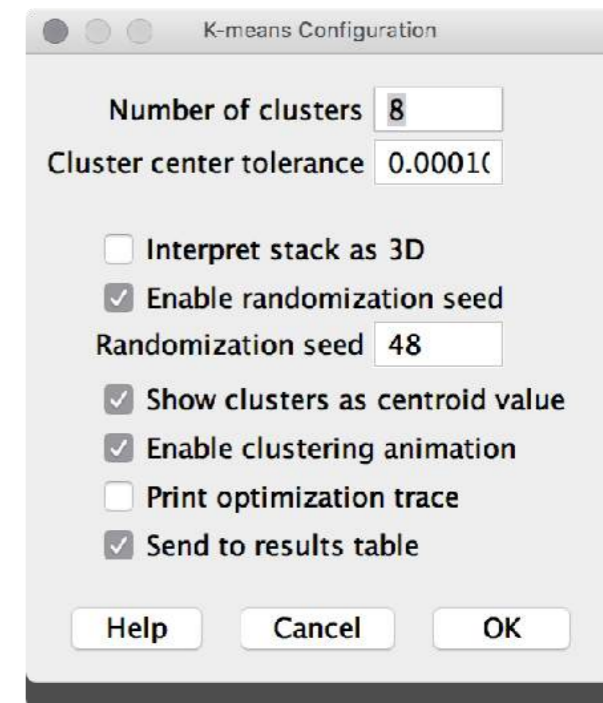 K-means Configuration
Number of clusters 8
Cluster center tolerance 0.00010
Interpret stack as 3D
Enable randomization seed
Randomization seed 48
Show clusters as centroid value
Enable clustering animation
Print optimization trace
Send to results table
Help Cancel OK